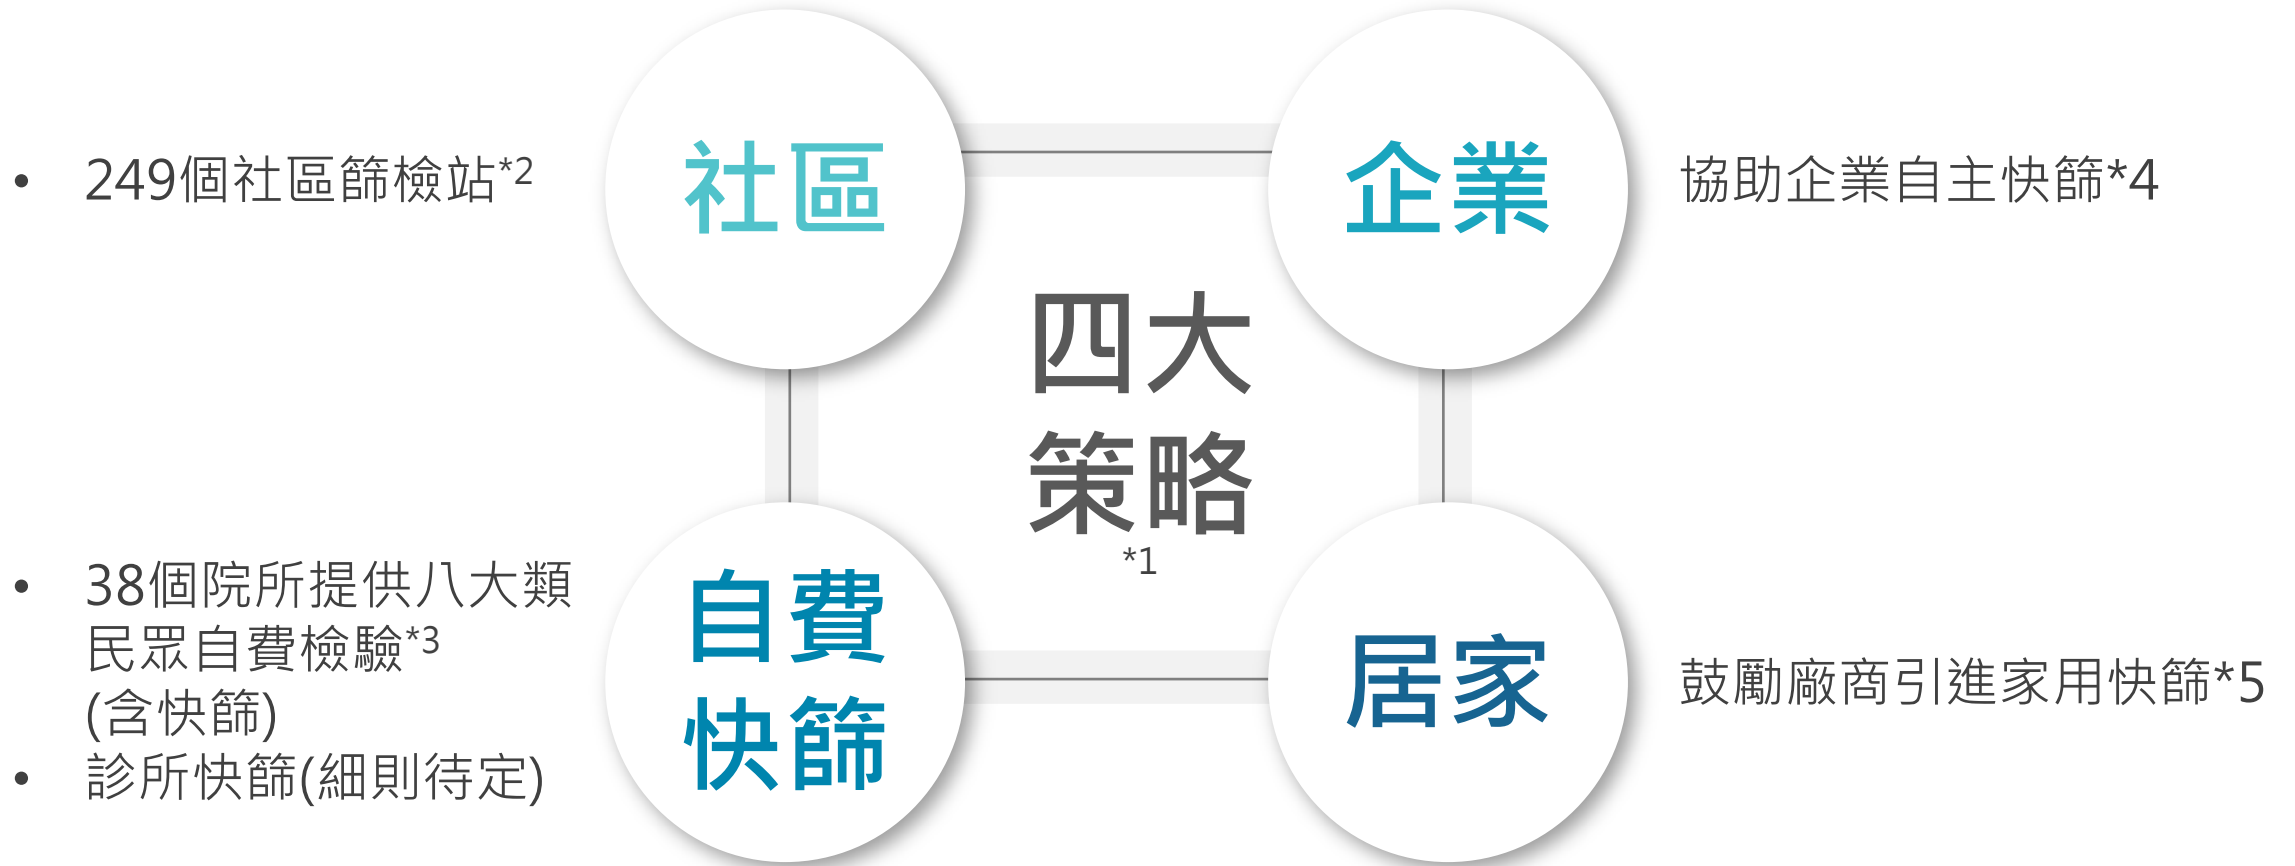 • 249個社區篩檢站*2
社區
企業
協助企業自主快篩*4
四大
策略
*1
• 38個院所提供八大類
民眾自費檢驗*3
(含快篩)
• 診所快篩(細則待定)
自費
快篩
居家
鼓勵廠商引進家用快篩*5